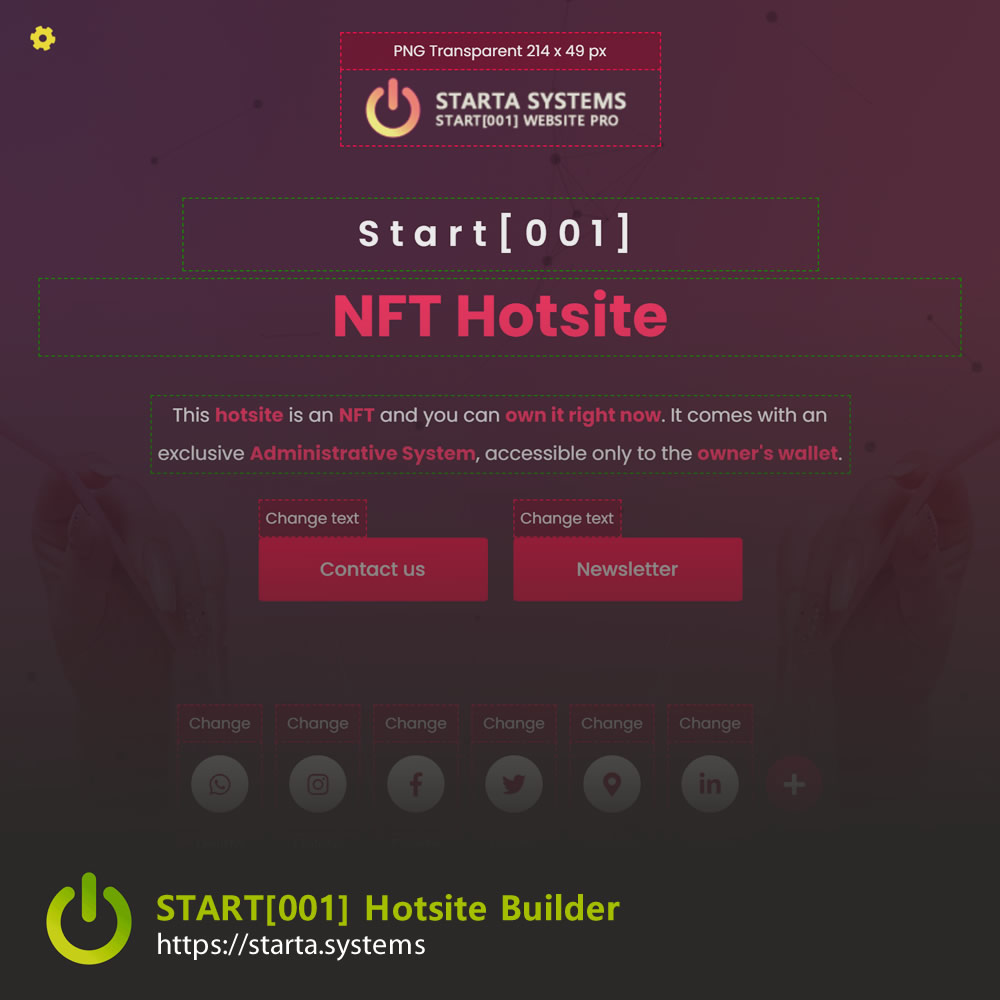 PNG Transparent 214 x 49 px
STARTA SYSTEMS
START[001] WEBSITE PRO
Start[001]
NFT Hotsite
This hotsite is an NFT and you can own it right now. It comes with an
exclusive Administrative System, accessible only to the owner's wallet.
Change text Change text
Contact us Newsletter
Change Change Change Change Change Change
START[001] Hotsite Builder
https://starta.systems